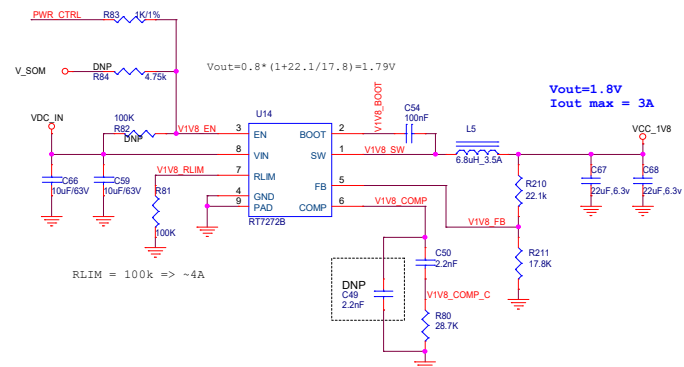 PWR_CTRL
R83
1K/1%
V_SOM
DNP
R84
4.75k
Vout=0.8*(1+22.1/17.8)=1.79V
VDC_IN
100K
R82
DNP
V1V8_EN
U14
3
EN
8
VIN
7
RLIM
4
GND
9
PAD
BOOT
2
SW
1
FB
5
COMP
6
RT7272B
V1V8_BOOT
C54
100nF
V1V8_SW
L5
6.8uH_3.5A
Vout=1.8V
Iout max = 3A
VCC_1V8
C66
10uF/63V
C59
10uF/63V
V1V8_RLIM
R81
100K
V1V8_COMP
V1V8_FB
R210
22.1k
C67
22uF,6.3v
C68
22uF,6.3v
R211
17.8K
RLIM = 100k => ~4A
C50
2.2nF
DNP
C49
2.2nF
V1V8_COMP_C
R80
28.7K